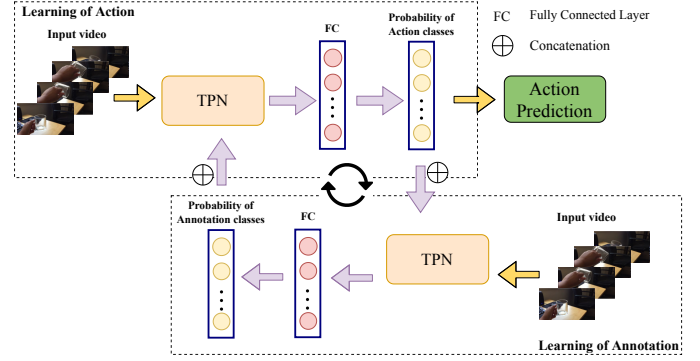 Learning of Action
Input video
TPN
FC
Probability of
Action classes
FC Fully Connected Layer
Concatenation
Action
Prediction
Probability of
Annotation classes
FC
TPN
Input video
Learning of Annotation